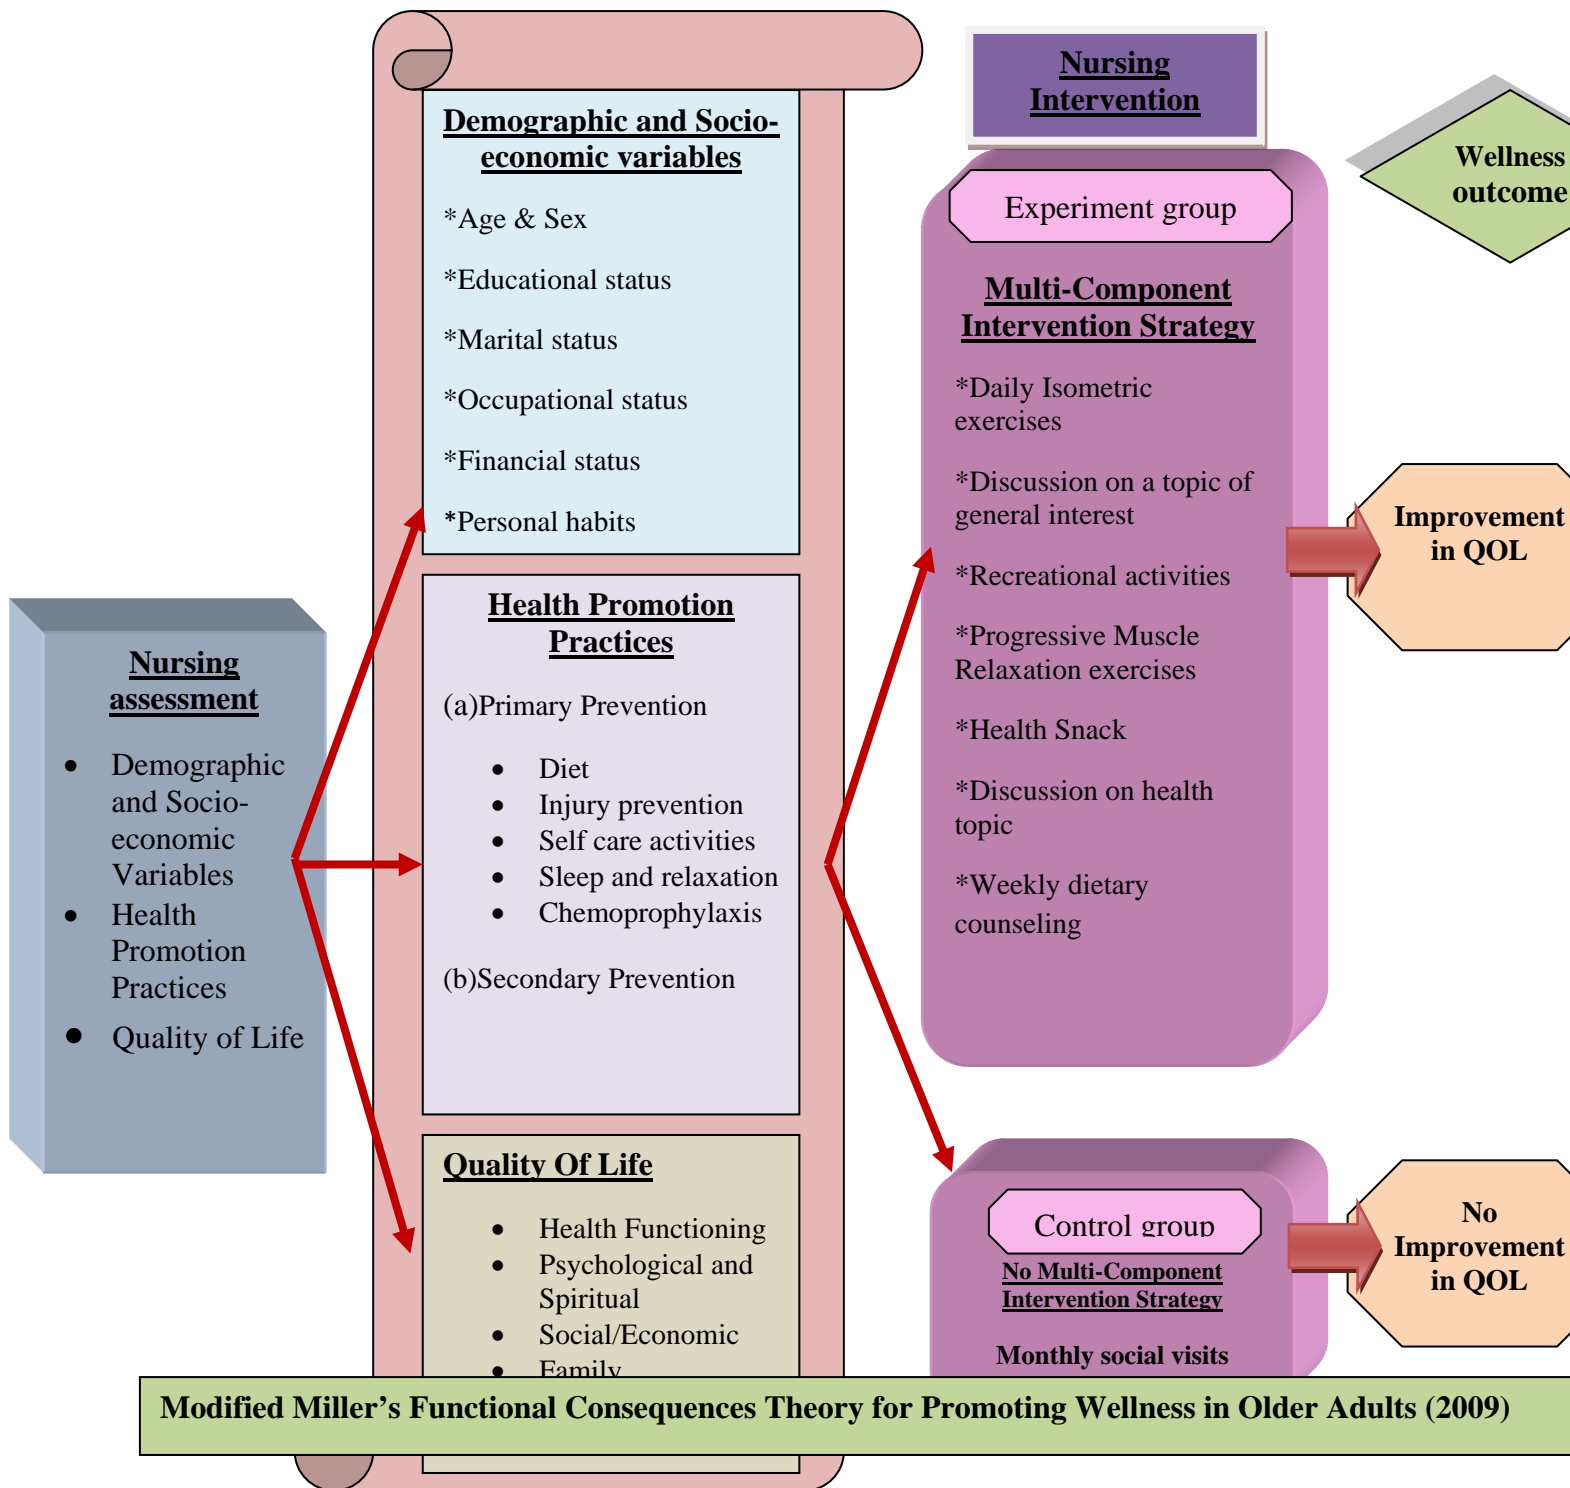 Nursing
assessment
• Demographic
and Socio-
economic
Variables
• Health
Promotion
Practices
• Quality of Life
Demographic and Socio-
economic variables
*Age & Sex
*Educational status
*Marital status
*Occupational status
*Financial status
*Personal habits
Health Promotion
Practices
(a)Primary Prevention
• Diet
• Injury prevention
• Self care activities
• Sleep and relaxation
• Chemoprophylaxis
(b)Secondary Prevention
Quality Of Life
• Health Functioning
• Psychological and
Spiritual
• Social/Economic
• Family
Nursing
Intervention
Experiment group
Multi-Component
Intervention Strategy
*Daily Isometric
exercises
*Discussion on a topic of
general interest
*Recreational activities
*Progressive Muscle
Relaxation exercises
*Health Snack
*Discussion on health
topic
*Weekly dietary
counseling
Control group
No Multi-Component
Intervention Strategy
Monthly social visits
Wellness
outcome
Improvement
in QOL
No
Improvement
in QOL
Modified Miller’s Functional Consequences Theory for Promoting Wellness in Older Adults (2009)